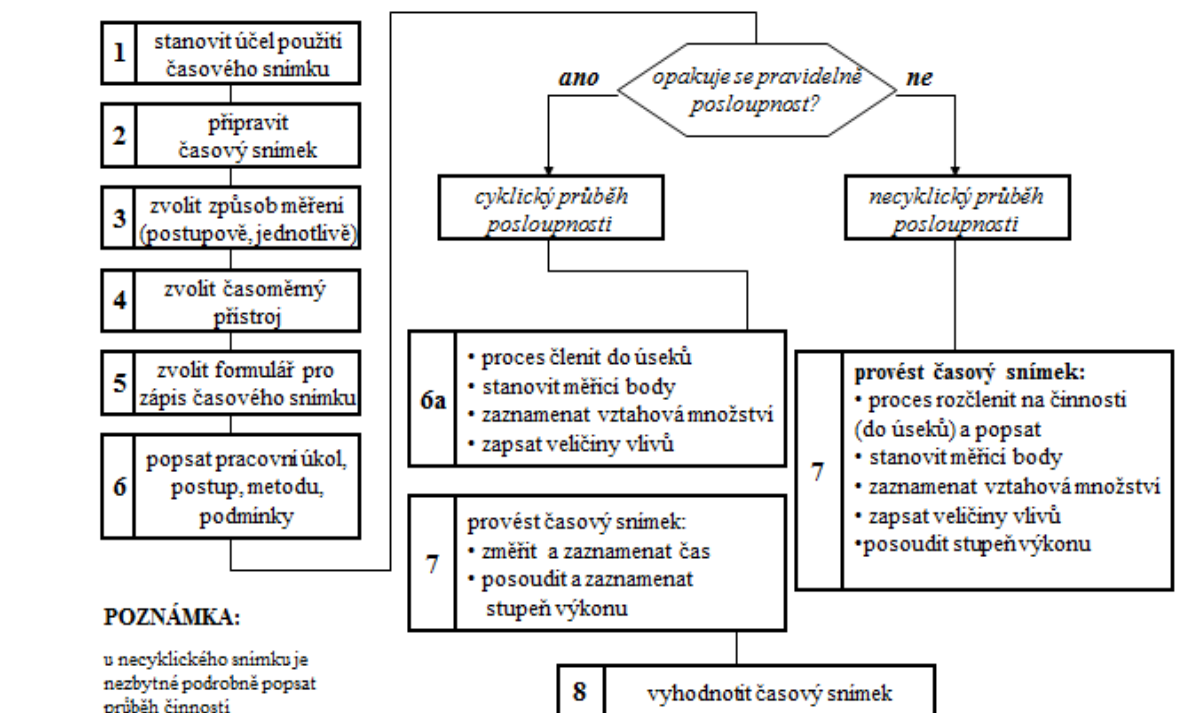 1
stanovit účel použití
časového snímku
2
připravit
časový snímek
3
zvolit způsob měření
(postupově, jednotlivě)
4
zvolit časoměrný
přístroj
5
zvolit formulář pro
zápis časového snímku
6
popsat pracovní úkol,
postup, metodu,
podmínky
POZNÁMKA:
u necyklického snímku je
nezbytné podrobně popsat
průběh činnosti
opakuje se pravidelně
posloupnost?
ano
ne
cyklický průběh
posloupnosti
necyklický průběh
posloupnosti
6a
• proces členit do úseků
• stanovit měřicí body
• zaznamenat vztahová množství
• zapsat veličiny vlivů
7
provést časový snímek:
• změřit a zaznamenat čas
• posoudit a zaznamenat
stupeň výkonu
7
provést časový snímek:
• proces rozčlenit na činnosti
(do úseků) a popsat
• stanovit měřicí body
• zaznamenat vztahová množství
• zapsat veličiny vlivů
•posoudit stupeň výkonu
8
vyhodnotit časový snímek